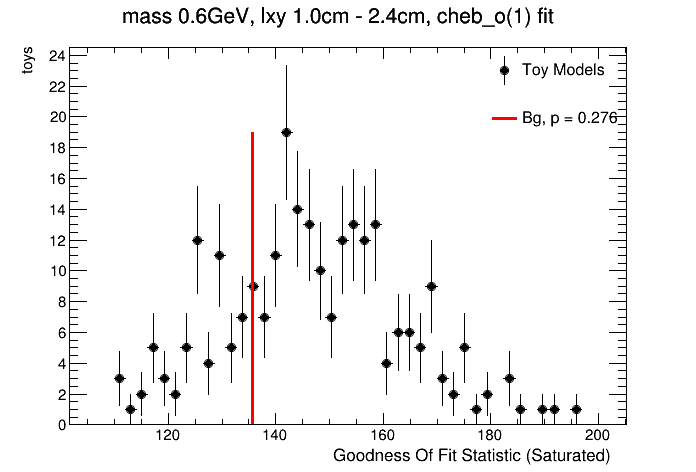 mass 0.6GeV, lxy 1.0cm - 2.4cm, cheb_o(1) fit
toys
24
22
20
18
16
14
12
10
8
6
4
2
0
Toy Models
Bg, p = 0.276
120 140 160 180 200
Goodness Of Fit Statistic (Saturated)